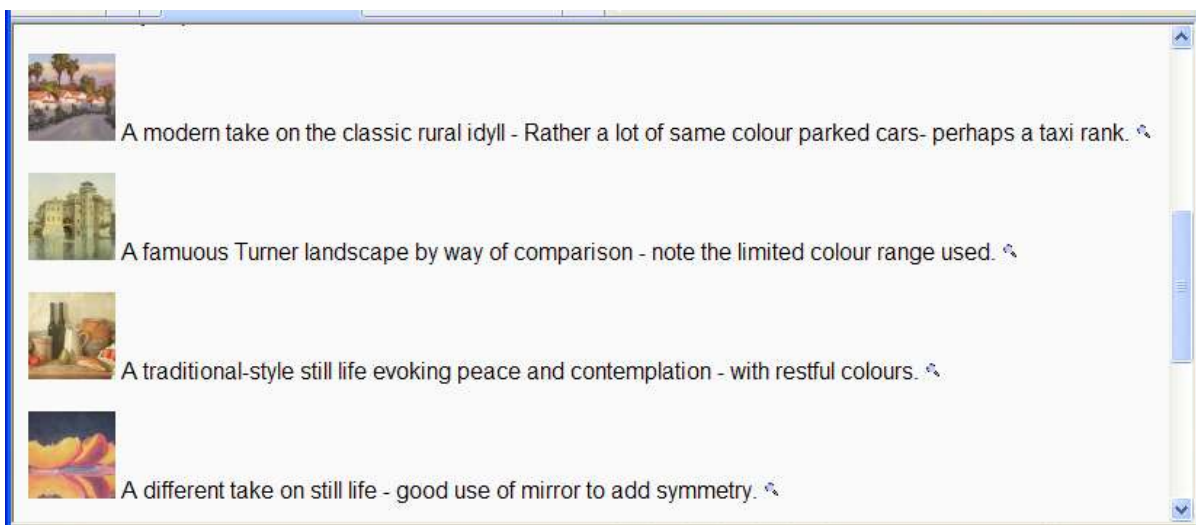 A modern take on the classic rural idyll - Rather a lot of same colour parked cars- perhaps a taxi rank.
A famuous Turner landscape by way of comparison - note the limited colour range used.
A traditional-style still life evoking peace and contemplation - with restful colours.
A different take on still life - good use of mirror to add symmetry.